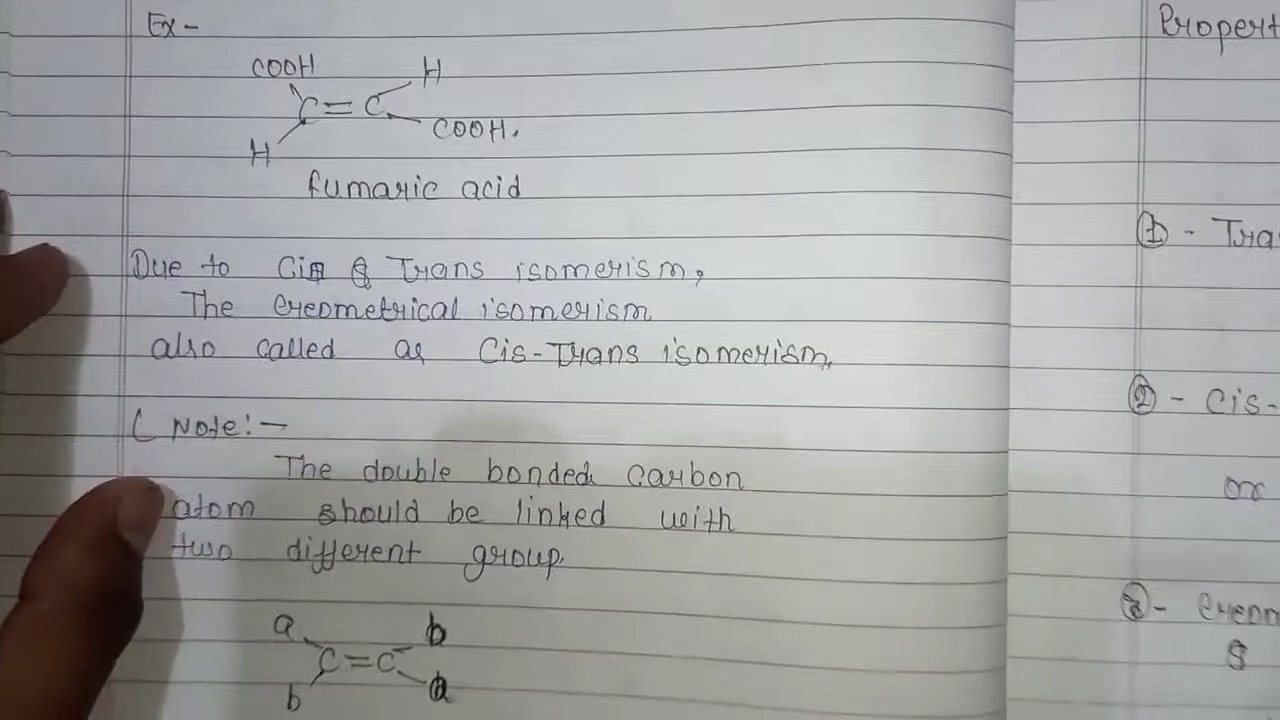 Ex-
COOH H
C=C
H COOH.
fumaric acid
Due to Cis & Trans isomerism,
The Geometrical isomerism
also called as Cis-Trans isomerism.
( Note:-
The double bonded carbon
atom should be linked with
two different group.
a b
C=C
b a
Propert
① - Tra
② - Cis-
or
③- Geom
&